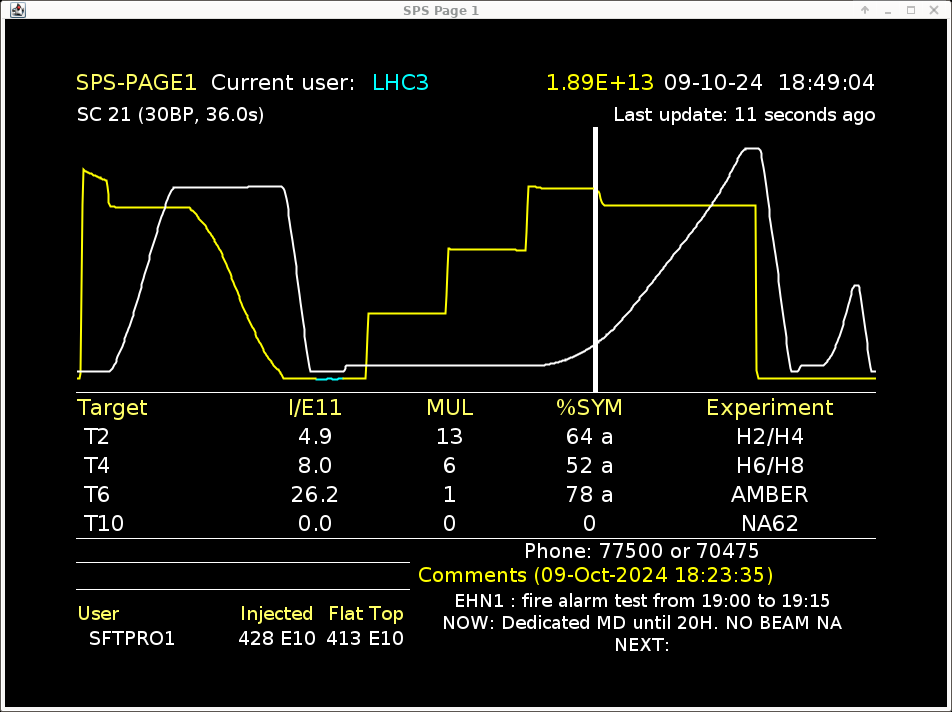 SPS Page 1
SPS-PAGE1 Current user: LHC3 1.89E+13 09-10-24 18:49:04
SC 21 (30BP, 36.0s) Last update: 11 seconds ago
Target I/E11 MUL %SYM Experiment
T2 4.9 13 64 a H2/H4
T4 8.0 6 52 a H6/H8
T6 26.2 1 78 a AMBER
T10 0.0 0 0 NA62
Phone: 77500 or 70475
Comments (09-Oct-2024 18:23:35)
EHN1 : fire alarm test from 19:00 to 19:15
NOW: Dedicated MD until 20H. NO BEAM NA
NEXT:
User Injected Flat Top
SFTPRO1 428 E10 413 E10